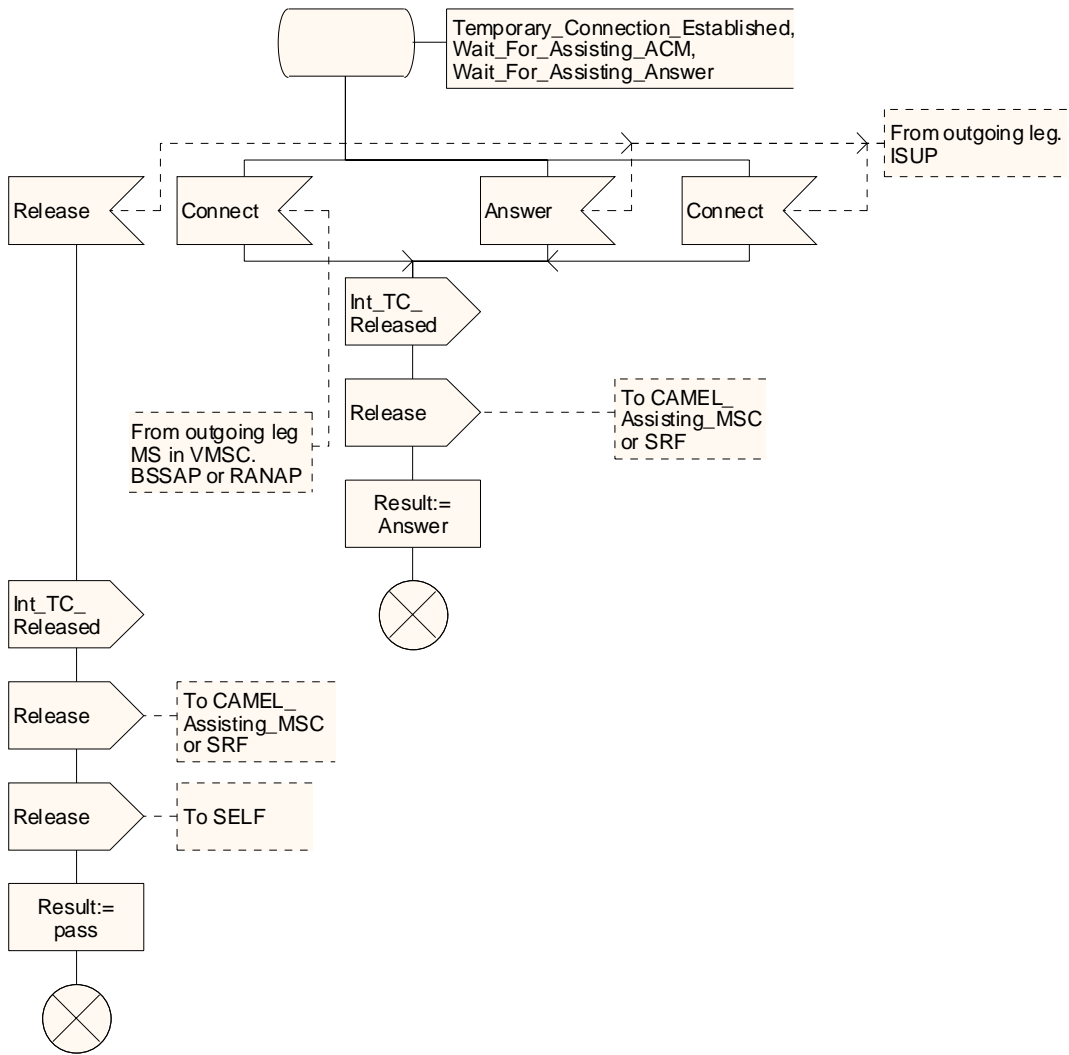 Temporary_Connection_Established,
Wait_For_Assisting_ACM,
Wait_For_Assisting_Answer
From outgoing leg.
ISUP
Release
Connect
Answer
Connect
Int_TC_
Released
Release
To CAMEL_
Assisting_MSC
or SRF
From outgoing leg
MS in VMSC.
BSSAP or RANAP
Result:=
Answer
Int_TC_
Released
Release
To CAMEL_
Assisting_MSC
or SRF
Release
To SELF
Result:=
pass